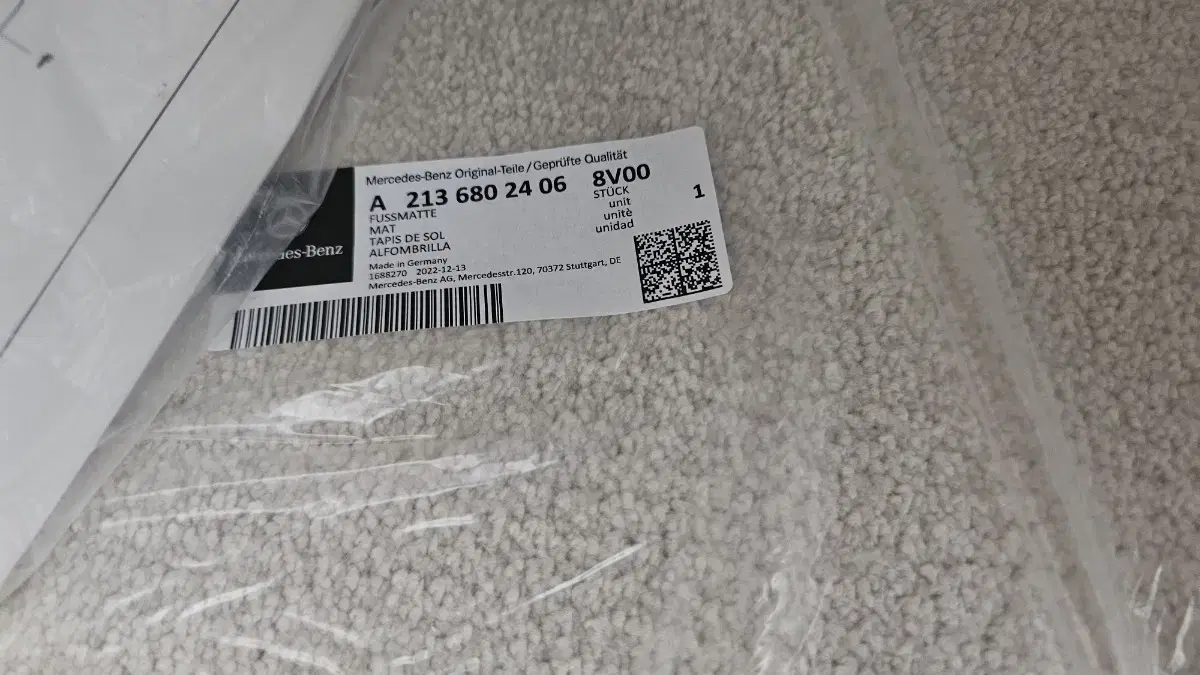 Mercedes-Benz Original-Teile / Geprüfte Qualität
A 213 680 24 06 8V00
FUSSMATTE
MAT
TAPIS DE SOL
ALFOMBRILLA
STÜCK
unit
unité
unidad
1
Made in Germany
1688270 2022-12-13
Mercedes-Benz AG, Mercedesstr.120, 70372 Stuttgart, DE